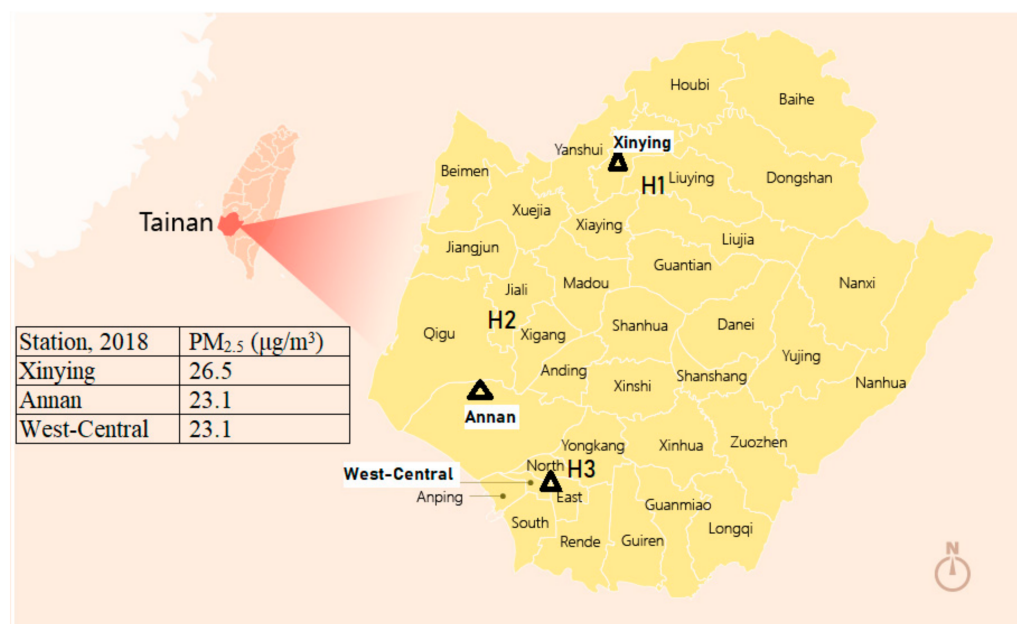 Houbi
Baihe
Yanshui
Xinying
Beimen
H1
Liuying
Dongshan
Xuejia
Xiaying
Tainan
Jiangjun
Liujia
Guantian
Nanxi
Jiali
Madou
Qigu
H2
Xigang
Shanhua
Danei
Station, 2018 PM2.5 (μg/m³)
Xinying 26.5
Annan 23.1
West-Central 23.1
Yujing
Anding
Xinshi
Shanshang
Nanhua
Annan
Yongkang
Xinhua
Zuozhen
West-Central
North
H3
Anping
East
Guanmiao
South
Longqi
Rende
Guiren
N